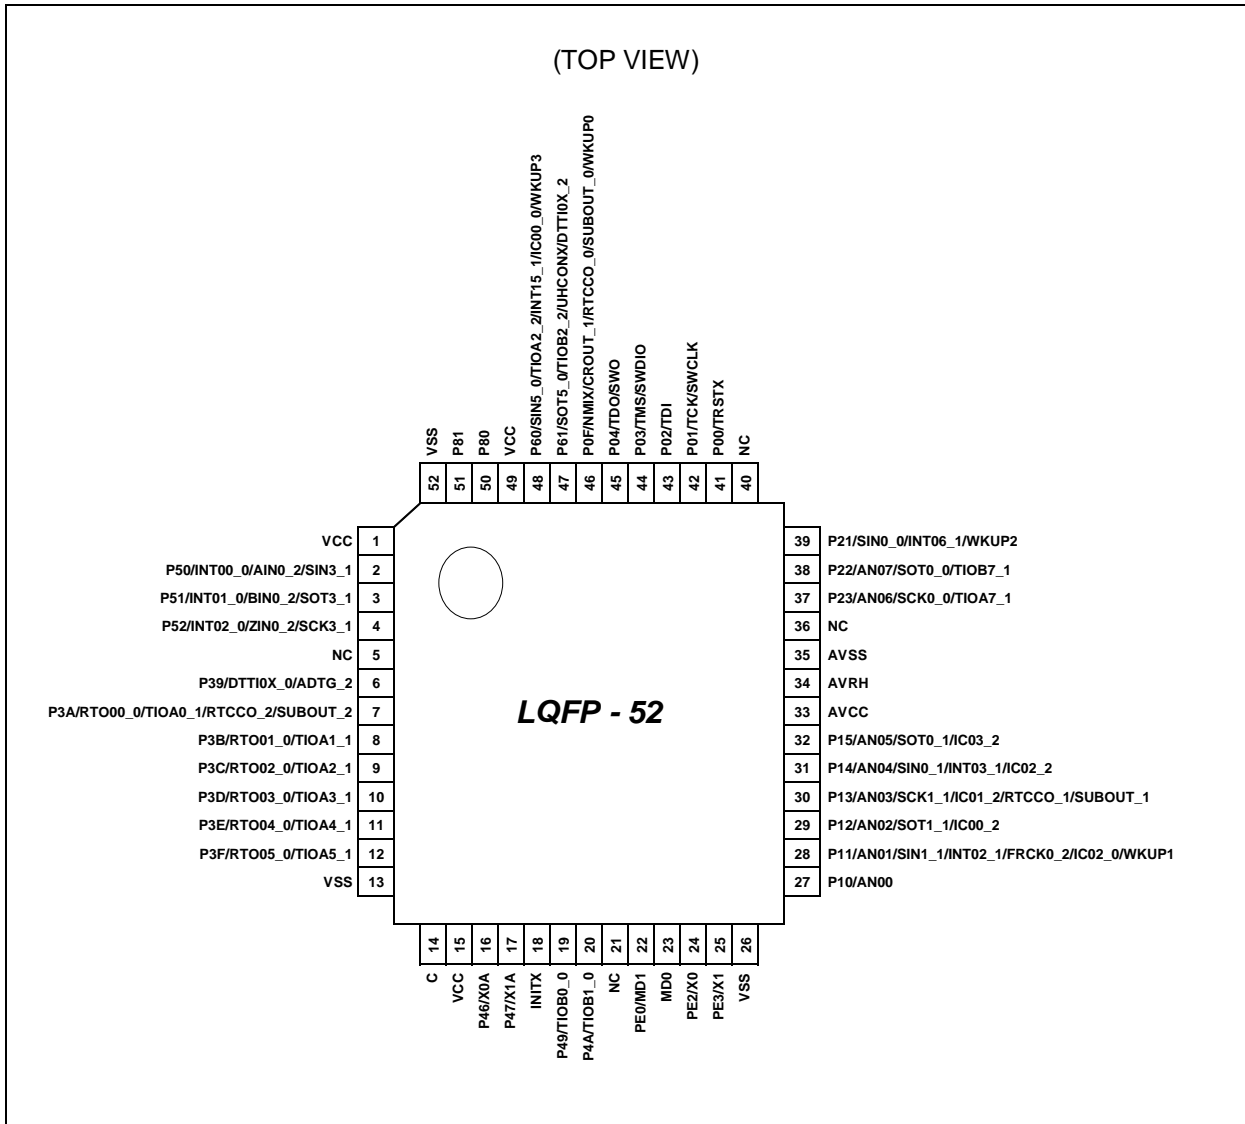 (TOP VIEW)
VSS
P81
P80
VCC
P60/SIN5_0/TIOA2_2/INT15_1/IC00_0/WKUP3
P61/SOT5_0/TIOB2_2/UHCONX/DTTI0X_2
P0F/NMIX/CROUT_1/RTCCO_0/SUBOUT_0/WKUP0
P04/TDO/SWO
P03/TMS/SWDIO
P02/TDI
P01/TCK/SWCLK
P00/TRSTX
NC
52 51 50 49 48 47 46 45 44 43 42 41 40
VCC 1
P50/INT00_0/AIN0_2/SIN3_1 2
P51/INT01_0/BIN0_2/SOT3_1 3
P52/INT02_0/ZIN0_2/SCK3_1 4
NC 5
P39/DTTI0X_0/ADTG_2 6
P3A/RTO00_0/TIOA0_1/RTCCO_2/SUBOUT_2 7
P3B/RTO01_0/TIOA1_1 8
P3C/RTO02_0/TIOA2_1 9
P3D/RTO03_0/TIOA3_1 10
P3E/RTO04_0/TIOA4_1 11
P3F/RTO05_0/TIOA5_1 12
VSS 13
LQFP - 52
39 P21/SIN0_0/INT06_1/WKUP2
38 P22/AN07/SOT0_0/TIOB7_1
37 P23/AN06/SCK0_0/TIOA7_1
36 NC
35 AVSS
34 AVRH
33 AVCC
32 P15/AN05/SOT0_1/IC03_2
31 P14/AN04/SIN0_1/INT03_1/IC02_2
30 P13/AN03/SCK1_1/IC01_2/RTCCO_1/SUBOUT_1
29 P12/AN02/SOT1_1/IC00_2
28 P11/AN01/SIN1_1/INT02_1/FRCK0_2/IC02_0/WKUP1
27 P10/AN00
14 15 16 17 18 19 20 21 22 23 24 25 26
C
VCC
P46/X0A
P47/X1A
INITX
P49/TIOB0_0
P4A/TIOB1_0
NC
PE0/MD1
MD0
PE2/X0
PE3/X1
VSS